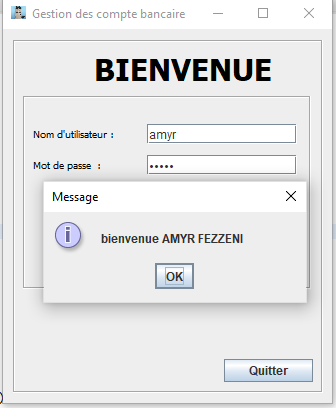 Gestion des compte bancaire
BIENVENUE
Nom d'utilisateur : amyr
Mot de passe : •••••
Message
bienvenue AMYR FEZZENI
OK
Quitter